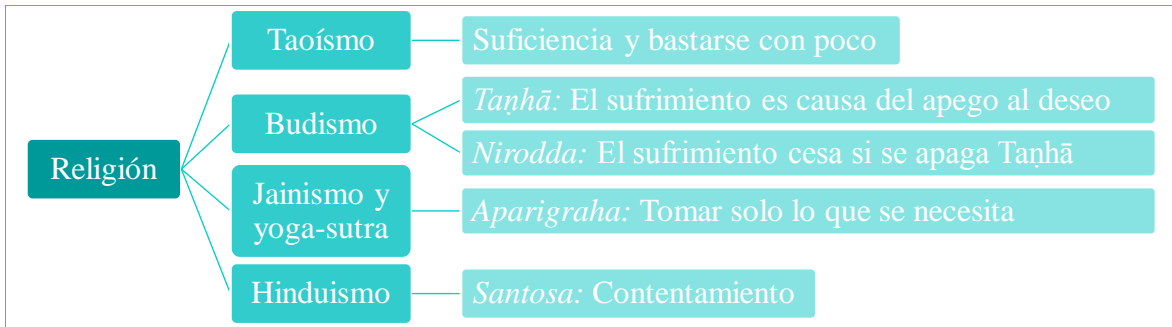 Religión
Taoísmo
Suficiencia y bastarse con poco
Budismo
Taṇhā: El sufrimiento es causa del apego al deseo
Nirodda: El sufrimiento cesa si se apaga Taṇhā
Jainismo y
yoga-sutra
Aparigraha: Tomar solo lo que se necesita
Hinduismo
Santosa: Contentamiento